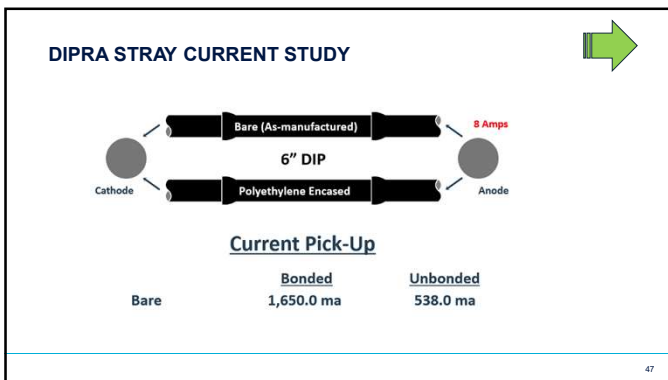 DIPRA STRAY CURRENT STUDY
Bare (As-manufactured)
8 Amps
6” DIP
Cathode
Polyethylene Encased
Anode
Current Pick-Up
Bonded Unbonded
Bare 1,650.0 ma 538.0 ma
47